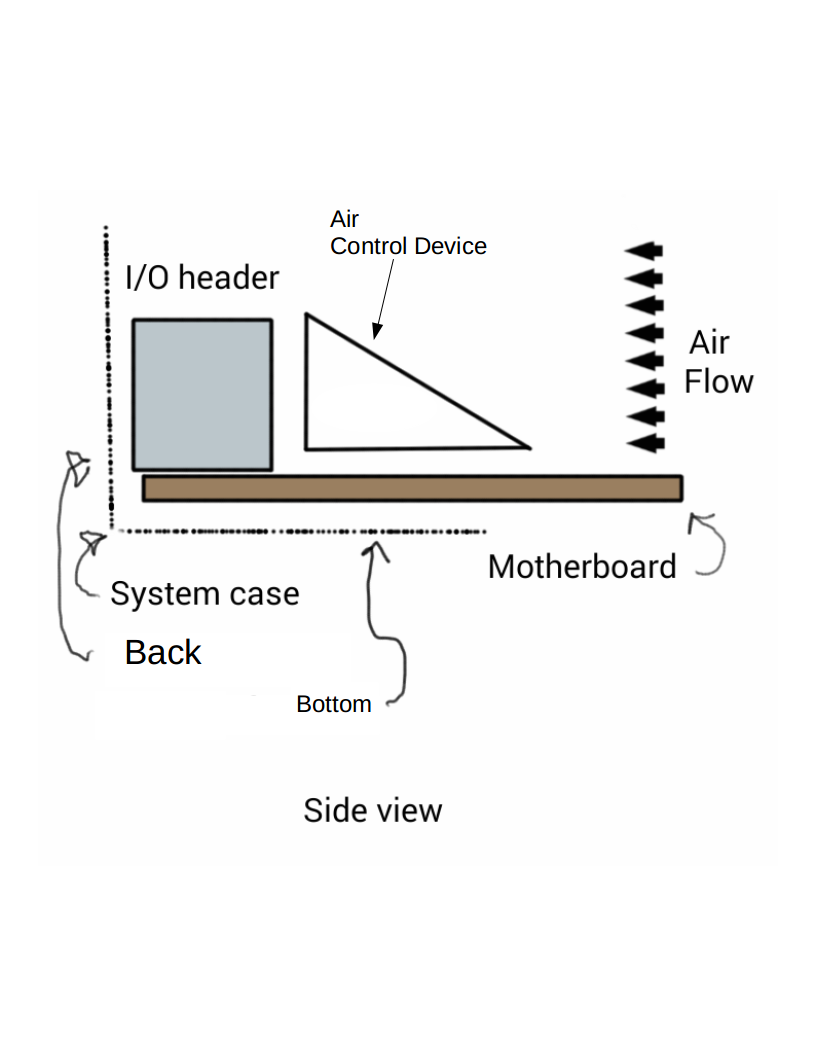 Air
Control Device
I/O header
Air
Flow
Motherboard
System case
Back
Bottom
Side view